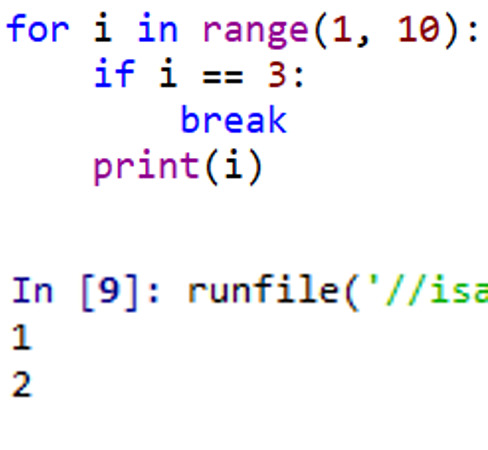 for i in range(1, 10):
    if i == 3:
        break
    print(i)
In [9]: runfile('//isa
1
2